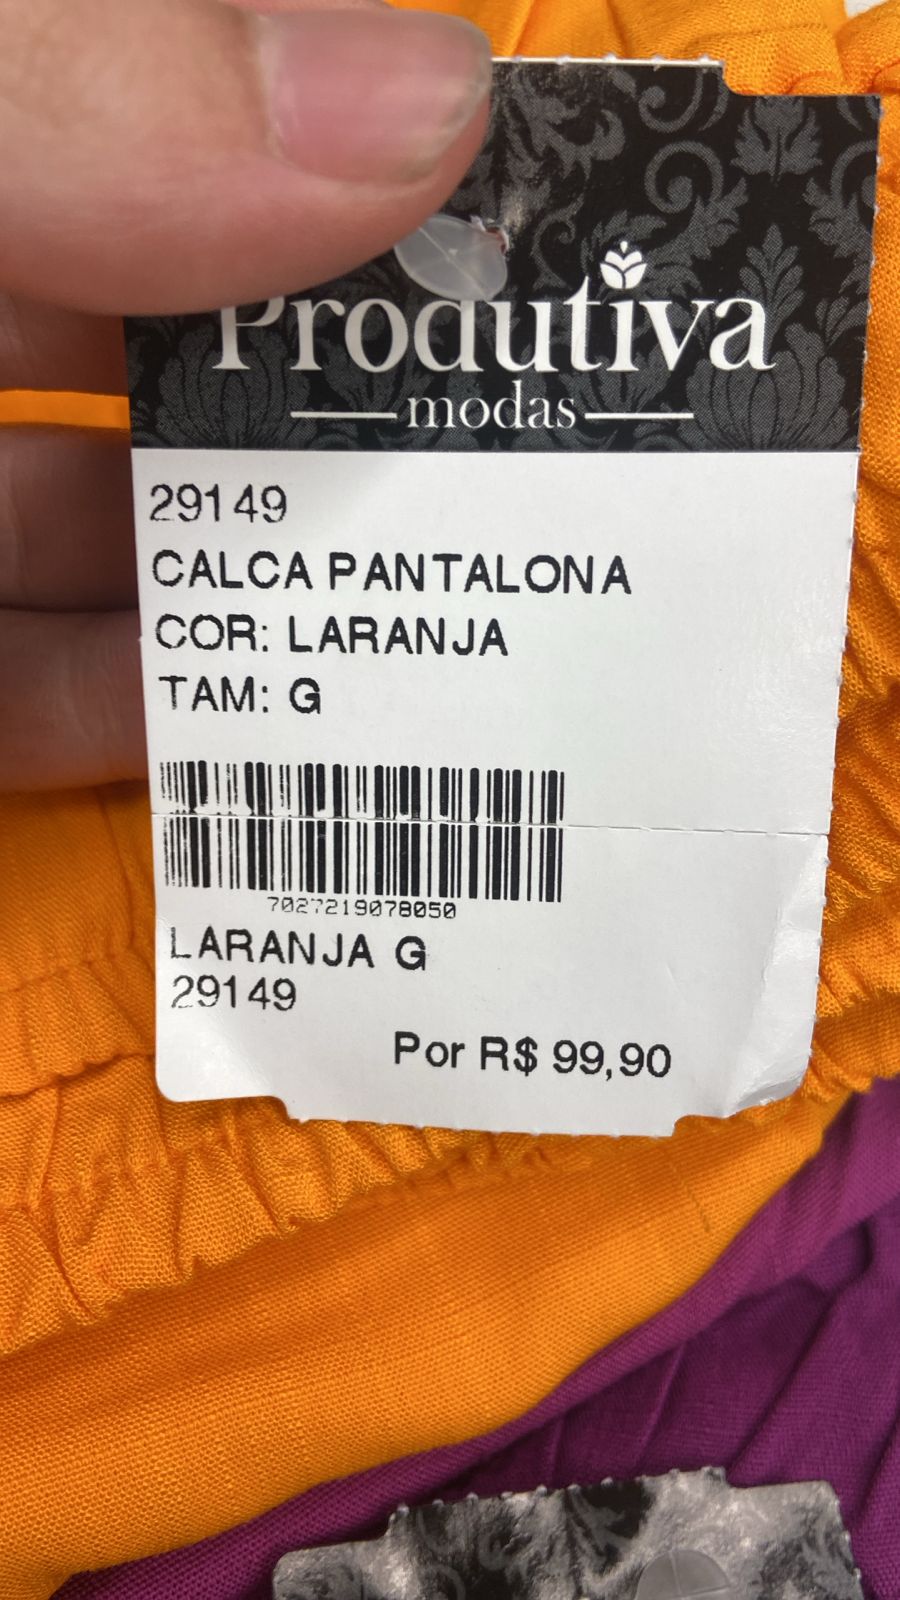 Produtiva
modas
29149
CALCA PANTALONA
COR: LARANJA
TAM: G
7027219078050
LARANJA G
29149
Por R$ 99,90